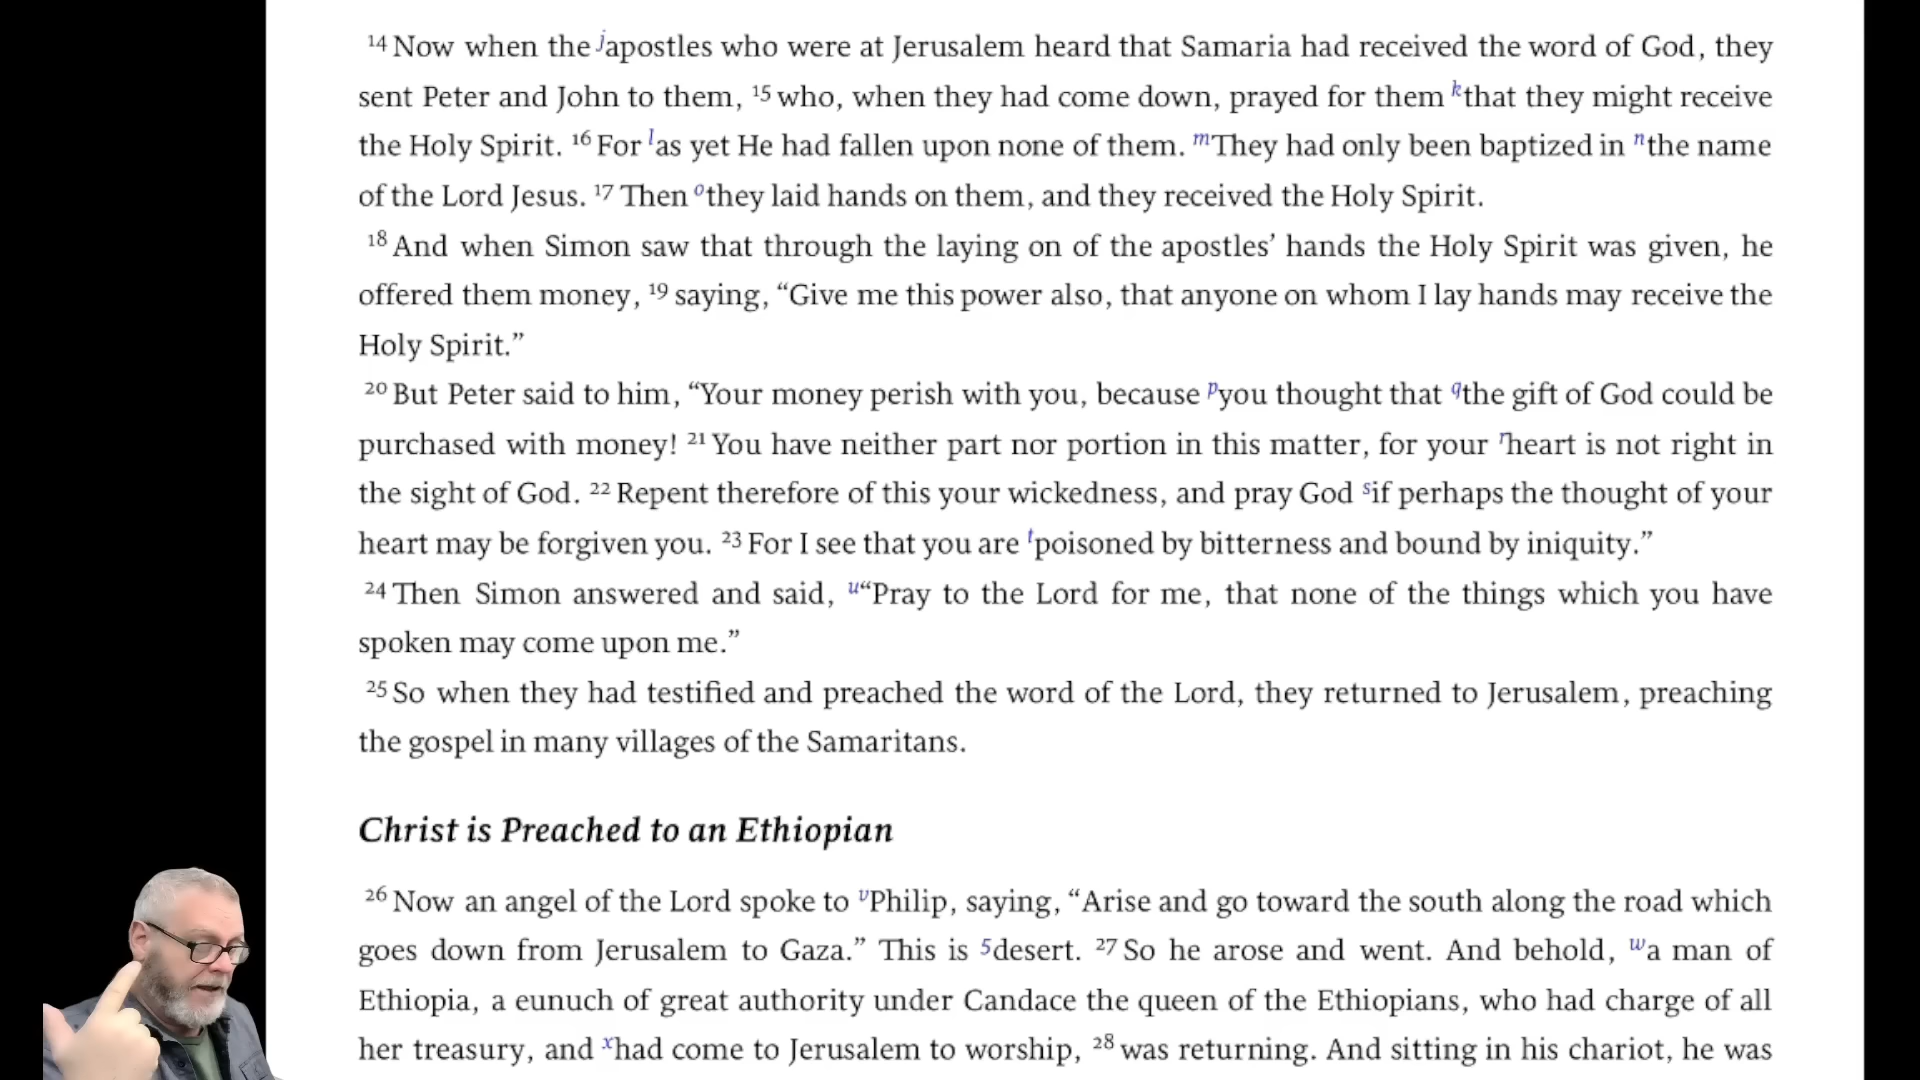 14 Now when the j apostles who were at Jerusalem heard that Samaria had received the word of God, they
sent Peter and John to them, 15 who, when they had come down, prayed for them k that they might receive
the Holy Spirit. 16 For l as yet He had fallen upon none of them. m They had only been baptized in n the name
of the Lord Jesus. 17 Then o they laid hands on them, and they received the Holy Spirit.
18 And when Simon saw that through the laying on of the apostles’ hands the Holy Spirit was given, he
offered them money, 19 saying, “Give me this power also, that anyone on whom I lay hands may receive the
Holy Spirit.”
20 But Peter said to him, “Your money perish with you, because p you thought that q the gift of God could be
purchased with money! 21 You have neither part nor portion in this matter, for your r heart is not right in
the sight of God. 22 Repent therefore of this your wickedness, and pray God s if perhaps the thought of your
heart may be forgiven you. 23 For I see that you are t poisoned by bitterness and bound by iniquity.”
24 Then Simon answered and said, u “Pray to the Lord for me, that none of the things which you have
spoken may come upon me.”
25 So when they had testified and preached the word of the Lord, they returned to Jerusalem, preaching
the gospel in many villages of the Samaritans.
Christ is Preached to an Ethiopian
26 Now an angel of the Lord spoke to v Philip, saying, “Arise and go toward the south along the road which
goes down from Jerusalem to Gaza.” This is 5 desert. 27 So he arose and went. And behold, w a man of
Ethiopia, a eunuch of great authority under Candace the queen of the Ethiopians, who had charge of all
her treasury, and x had come to Jerusalem to worship, 28 was returning. And sitting in his chariot, he was